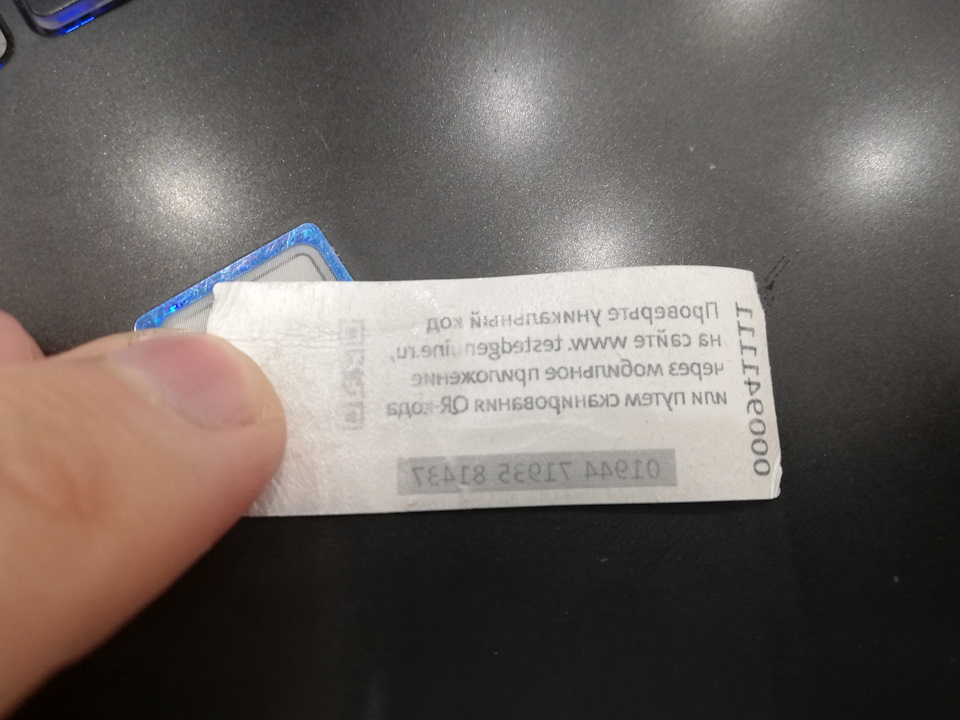 Проверьте уникальный код
на сайте www.testedgenuine.ru,
через мобильное приложение
или путем сканирования QR-кода
01944 71935 81437